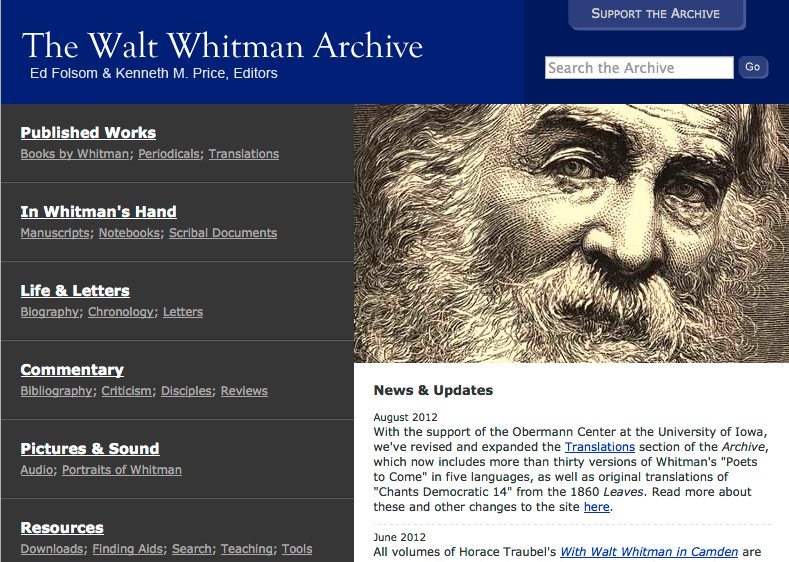 SUPPORT THE ARCHIVE
The Walt Whitman Archive
Ed Folsom & Kenneth M. Price, Editors
Search the Archive
Go
Published Works
Books by Whitman; Periodicals; Translations
In Whitman's Hand
Manuscripts; Notebooks; Scribal Documents
Life & Letters
Biography; Chronology; Letters
Commentary
Bibliography; Criticism; Disciples; Reviews
Pictures & Sound
Audio; Portraits of Whitman
Resources
Downloads; Finding Aids; Search; Teaching; Tools
News & Updates
August 2012
With the support of the Obermann Center at the University of Iowa,
we've revised and expanded the Translations section of the Archive,
which now includes more than thirty versions of Whitman's "Poets
to Come" in five languages, as well as original translations of
"Chants Democratic 14" from the 1860 Leaves. Read more about
these and other changes to the site here.
June 2012
All volumes of Horace Traubel's With Walt Whitman in Camden are